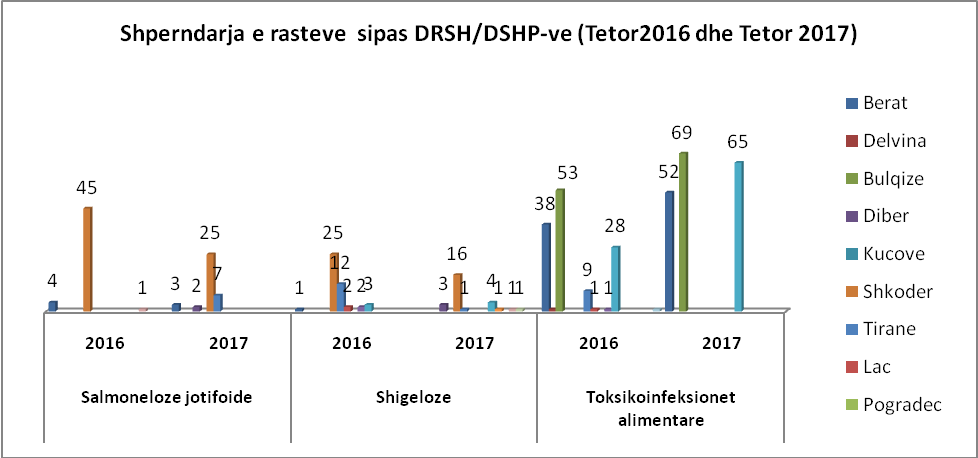 Shperndarja e rasteve sipas DRSH/DSHP-ve (Tetor2016 dhe Tetor 2017)
4
45
1
3
2
25
7
1
25
12
2
2
3
3
16
1
4
1
1
1
38
53
9
1
1
28
52
69
65
2016
2017
2016
2017
2016
2017
Salmoneloze jotifoide
Shigeloze
Toksikoinfeksionet
alimentare
Berat
Delvina
Bulqize
Diber
Kucove
Shkoder
Tirane
Lac
Pogradec